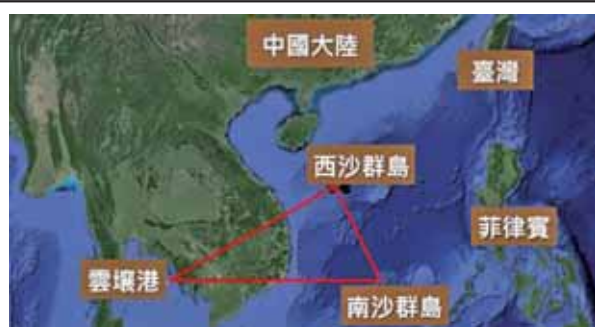 中國大陸
臺灣
西沙群島
菲律賓
雲壤港
南沙群島